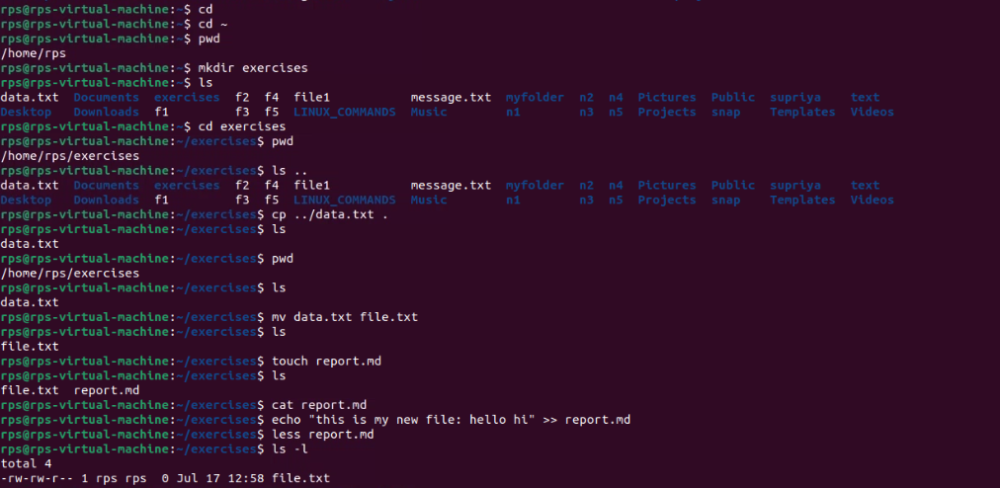 rps@rps-virtual-machine:~$ cd
rps@rps-virtual-machine:~$ cd ~
rps@rps-virtual-machine:~$ pwd
/home/rps
rps@rps-virtual-machine:~$ mkdir exercises
rps@rps-virtual-machine:~$ ls
data.txt  Documents  exercises  f2  f4  file1           message.txt  myfolder  n2  n4  Pictures  Public  supriya    text
Desktop   Downloads  f1         f3  f5  LINUX_COMMANDS  Music        n1        n3  n5  Projects  snap    Templates  Videos
rps@rps-virtual-machine:~$ cd exercises
rps@rps-virtual-machine:~/exercises$ pwd
/home/rps/exercises
rps@rps-virtual-machine:~/exercises$ ls ..
data.txt  Documents  exercises  f2  f4  file1           message.txt  myfolder  n2  n4  Pictures  Public  supriya    text
Desktop   Downloads  f1         f3  f5  LINUX_COMMANDS  Music        n1        n3  n5  Projects  snap    Templates  Videos
rps@rps-virtual-machine:~/exercises$ cp ../data.txt .
rps@rps-virtual-machine:~/exercises$ ls
data.txt
rps@rps-virtual-machine:~/exercises$ pwd
/home/rps/exercises
rps@rps-virtual-machine:~/exercises$ ls
data.txt
rps@rps-virtual-machine:~/exercises$ mv data.txt file.txt
rps@rps-virtual-machine:~/exercises$ ls
file.txt
rps@rps-virtual-machine:~/exercises$ touch report.md
rps@rps-virtual-machine:~/exercises$ ls
file.txt  report.md
rps@rps-virtual-machine:~/exercises$ cat report.md
rps@rps-virtual-machine:~/exercises$ echo "this is my new file: hello hi" >> report.md
rps@rps-virtual-machine:~/exercises$ less report.md
rps@rps-virtual-machine:~/exercises$ ls -l
total 4
-rw-rw-r-- 1 rps rps  0 Jul 17 12:58 file.txt